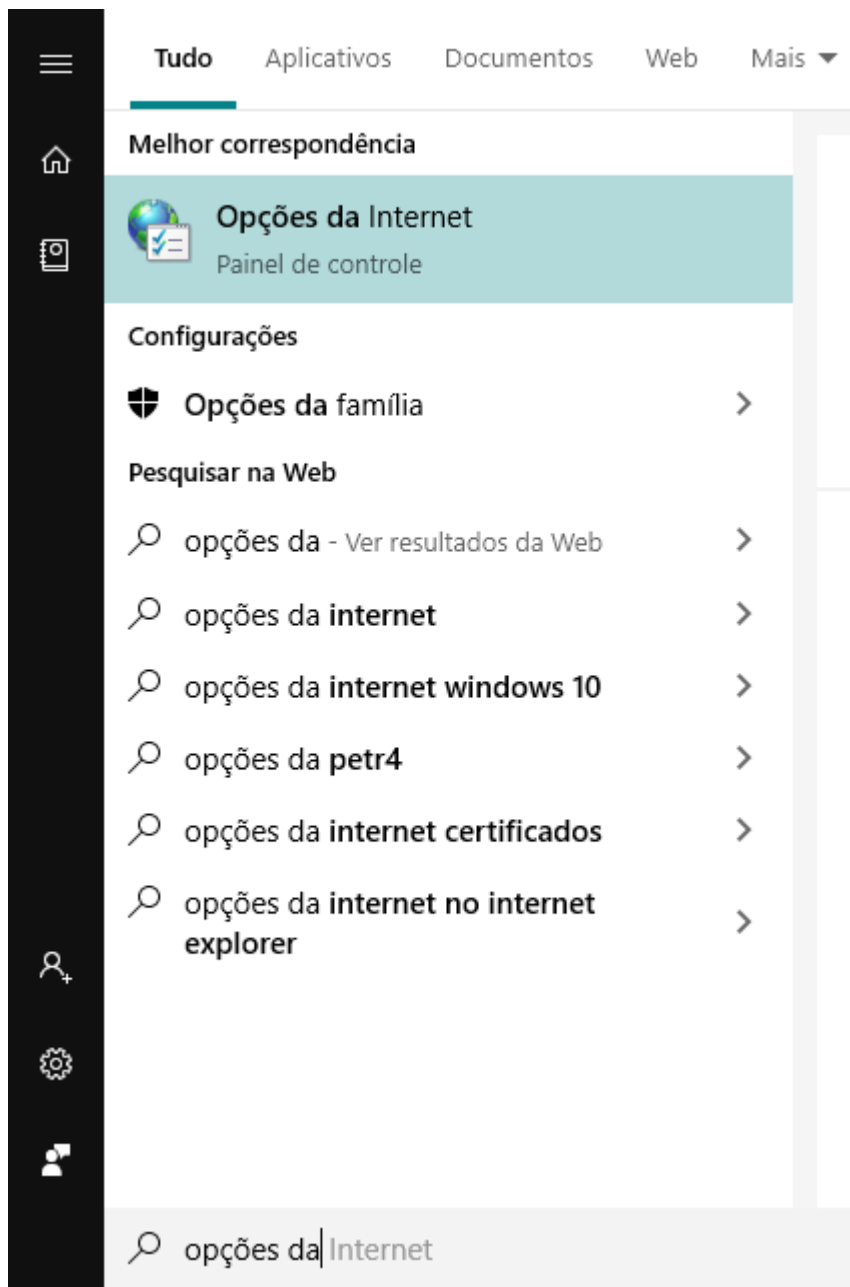 Tudo Aplicativos Documentos Web Mais
Melhor correspondência
Opções da Internet
Painel de controle
Configurações
Opções da família
Pesquisar na Web
opções da - Ver resultados da Web
opções da internet
opções da internet windows 10
opções da petr4
opções da internet certificados
opções da internet no internet
explorer
opções da Internet